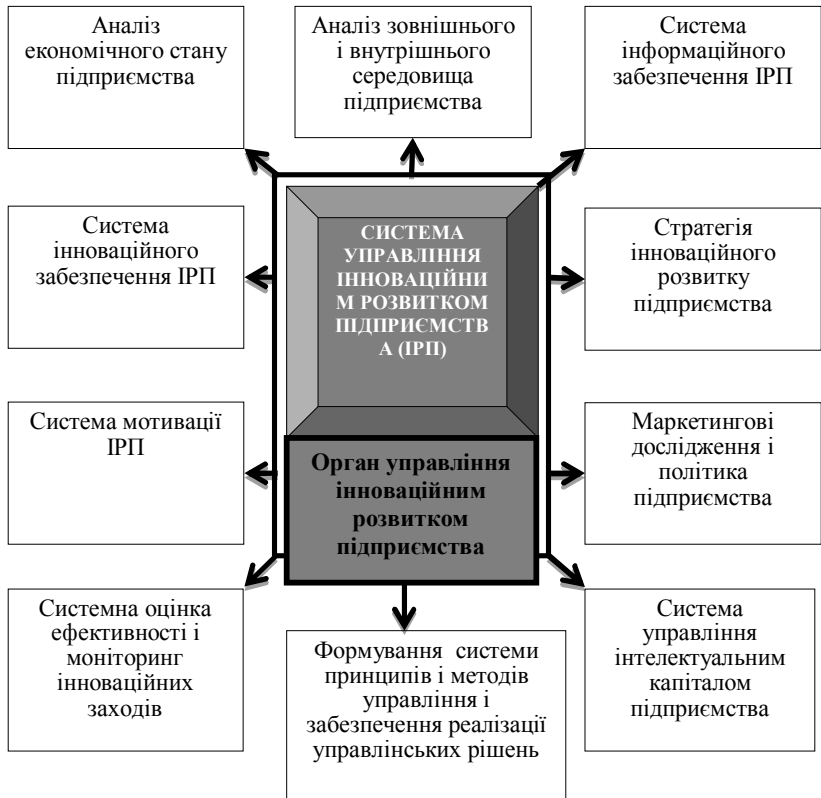 Аналіз
економічного стану
підприємства
Аналіз зовнішнього
і внутрішнього
середовища
підприємства
Система
інформаційного
забезпечення ІРП
Система
інноваційного
забезпечення ІРП
СИСТЕМА
УПРАВЛІННЯ
ІННОВАЦІЙНИ
М РОЗВИТКОМ
ПІДПРИЄМСТВ
А (ІРП)
Стратегія
інноваційного
розвитку
підприємства
Система мотивації
ІРП
Орган управління
інноваційним
розвитком
підприємства
Маркетингові
дослідження і
політика
підприємства
Системна оцінка
ефективності і
моніторинг
інноваційних
заходів
Формування системи
принципів і методів
управління і
забезпечення реалізації
управлінських рішень
Система
управління
інтелектуальним
капіталом
підприємства